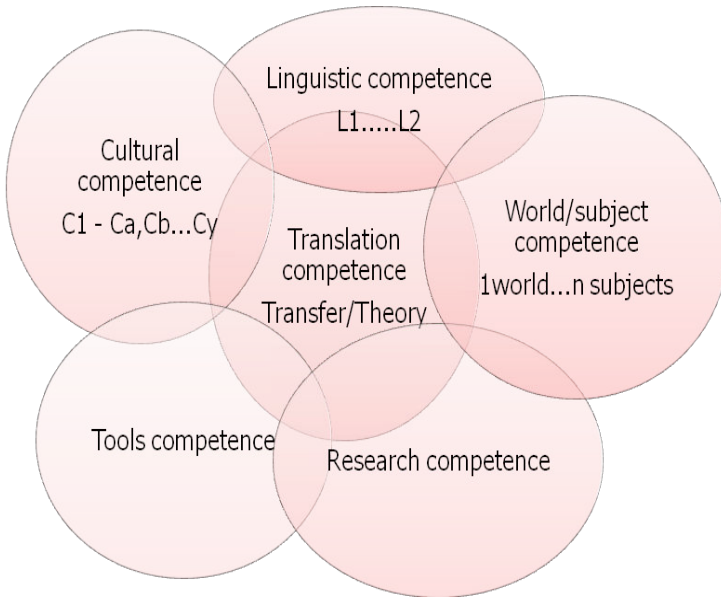 Linguistic competence
L1.....L2
Cultural
competence
C1 - Ca,Cb...Cy
World/subject
competence
1world...n subjects
Translation
competence
Transfer/Theory
Tools competence
Research competence